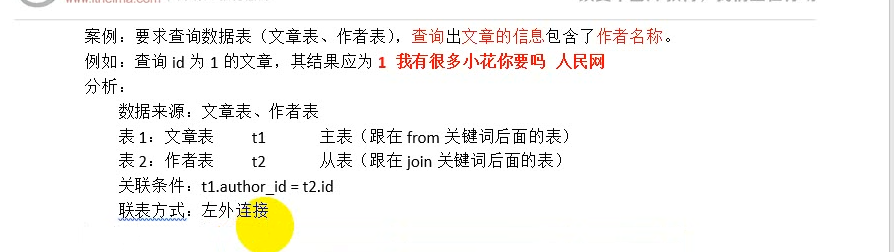 www.itheima.com
案例：要求查询数据表（文章表、作者表），查询出文章的信息包含了作者名称。
例如：查询 id 为 1 的文章，其结果应为 1 我有很多小花你要吗 人民网
分析：
数据来源：文章表、作者表
表 1：文章表 t1 主表（跟在 from 关键词后面的表）
表 2：作者表 t2 从表（跟在 join 关键词后面的表）
关联条件：t1.author_id = t2.id
联表方式：左外连接